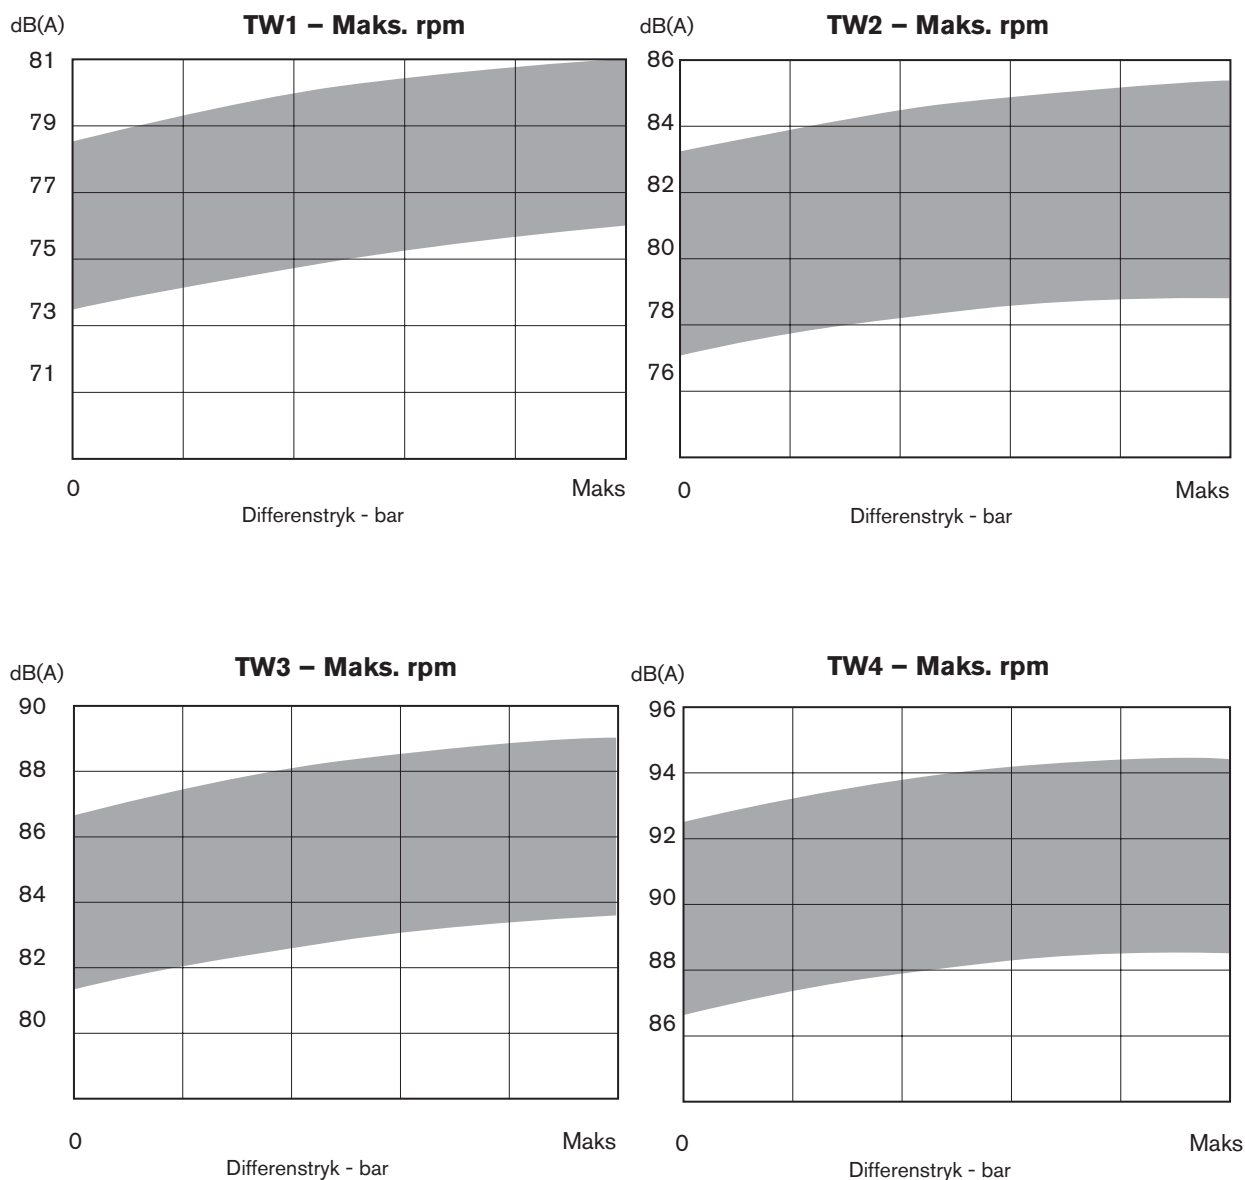 dB(A)
TW1 – Maks. rpm
81
79
77
75
73
71
0
Maks
Differenstryk - bar
dB(A)
TW2 – Maks. rpm
86
84
82
80
78
76
0
Maks
Differenstryk - bar
dB(A)
TW3 – Maks. rpm
90
88
86
84
82
80
0
Maks
Differenstryk - bar
dB(A)
TW4 – Maks. rpm
96
94
92
90
88
86
0
Maks
Differenstryk - bar